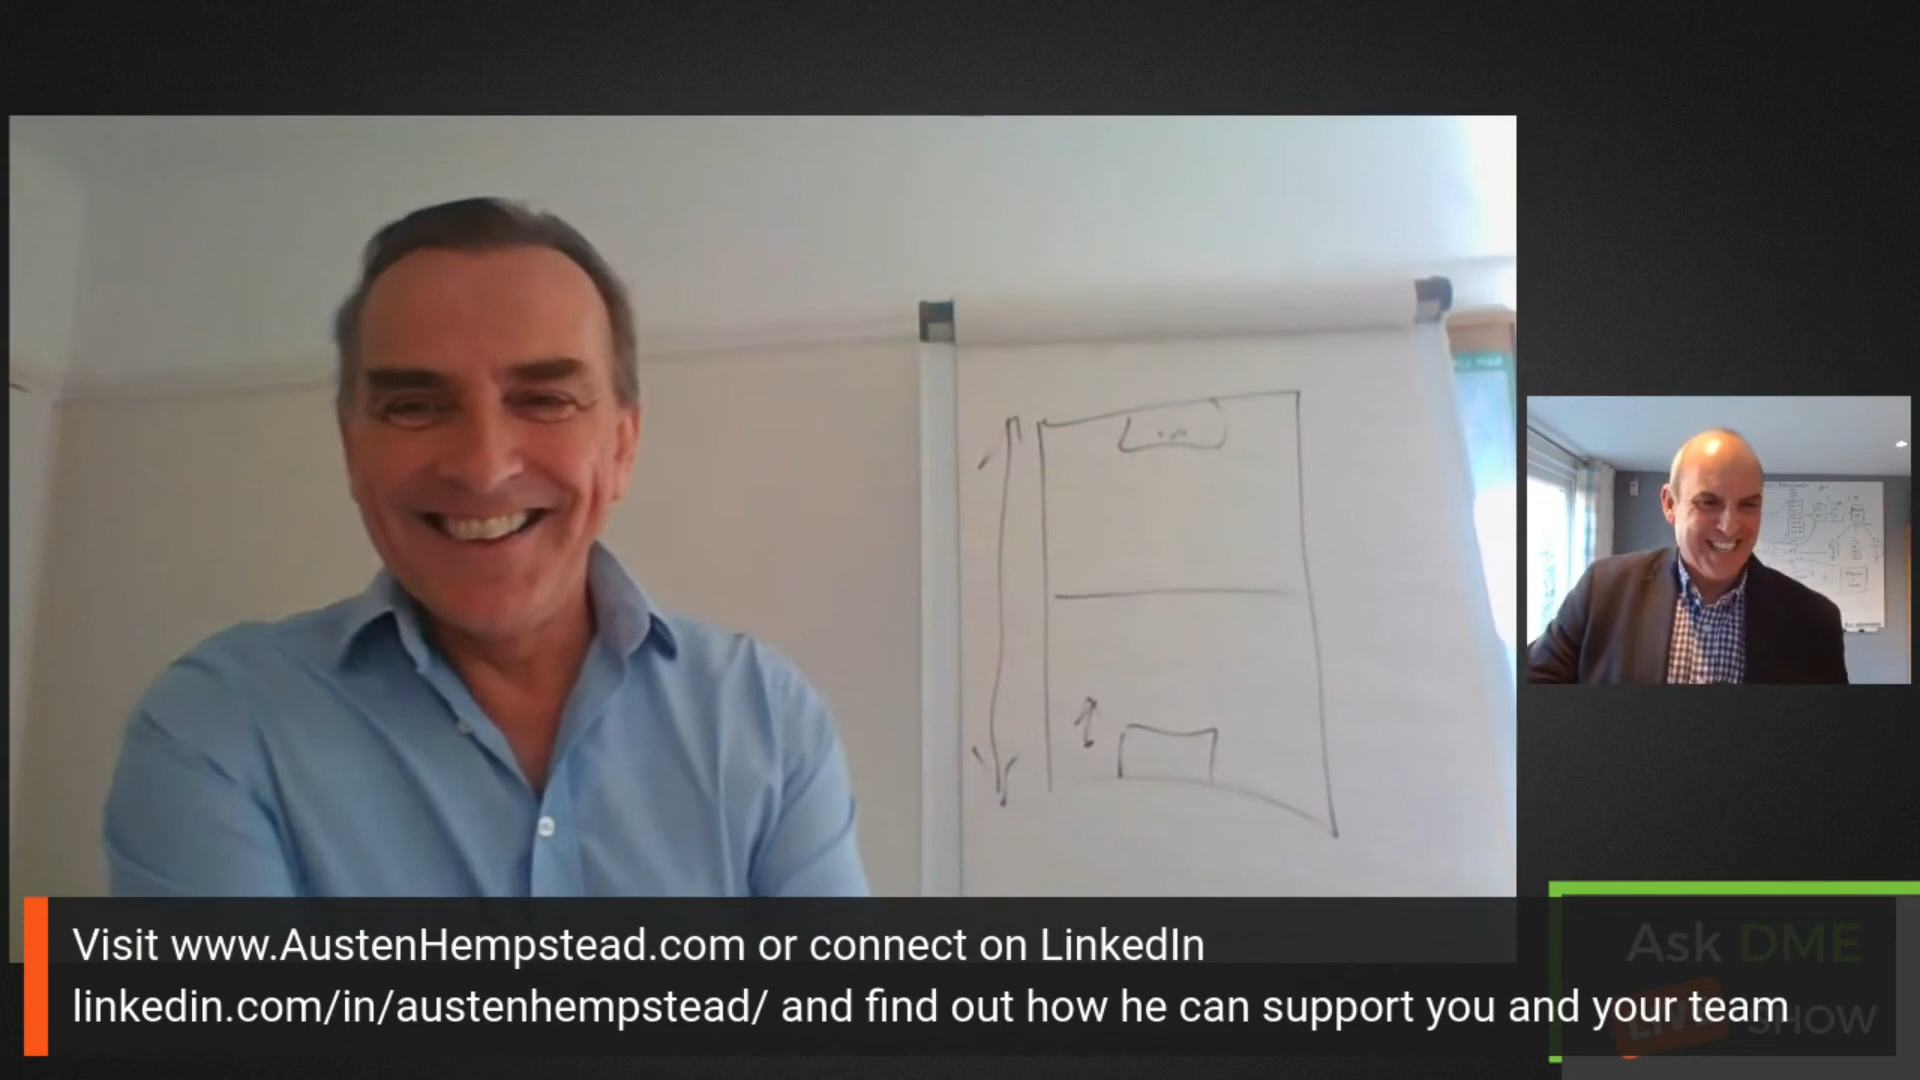 Visit www.AustenHempstead.com or connect on LinkedIn
linkedin.com/in/austenhempstead/ and find out how he can support you and your team
Ask DME
LIVE SHOW